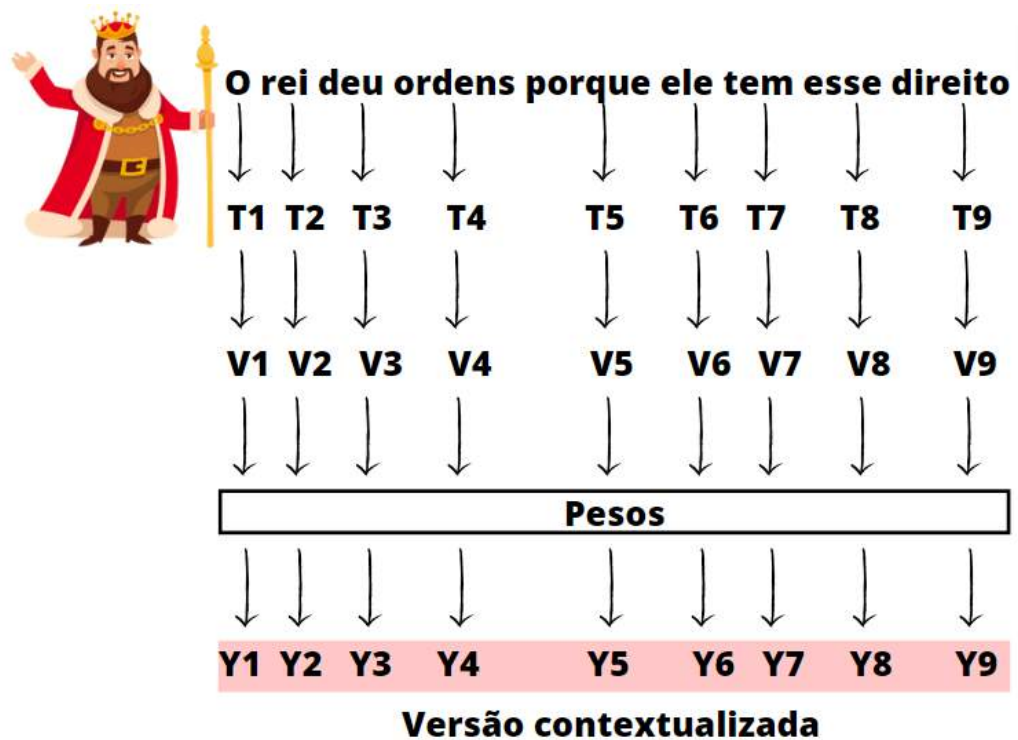 O rei deu ordens porque ele tem esse direito
T1 T2 T3 T4 T5 T6 T7 T8 T9
V1 V2 V3 V4 V5 V6 V7 V8 V9
Pesos
Y1 Y2 Y3 Y4 Y5 Y6 Y7 Y8 Y9
Versão contextualizada